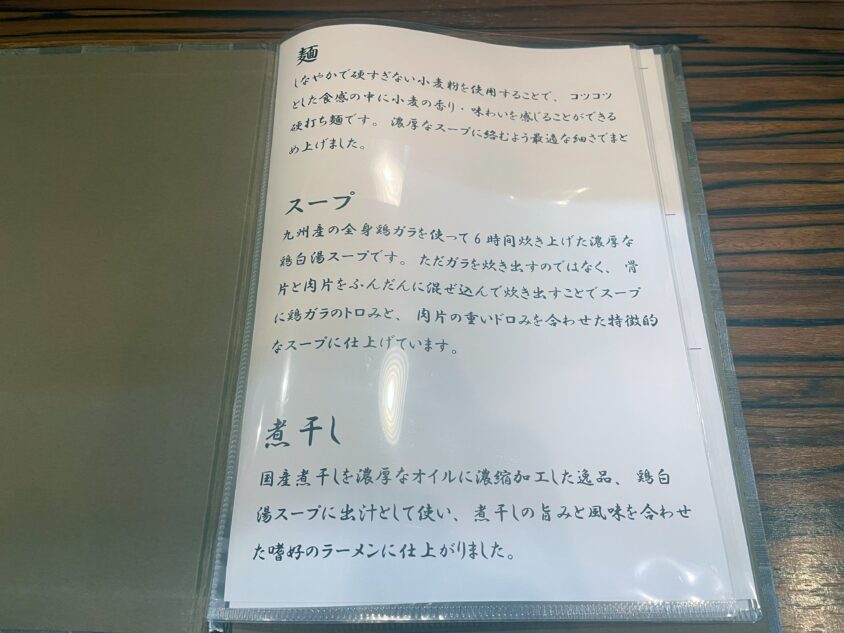 麺
しなやかで硬すぎない小麦粉を使用することで、コツコツ
とした食感の中に小麦の香り・味わいを感じることができる
硬打ち麺です。濃厚なスープに絡むよう最適な細さでまと
め上げました。
スープ
九州産の全身鶏ガラを使って6時間炊き上げた濃厚な
鶏白湯スープです。ただガラを炊き出すのではなく、骨
片と肉片をふんだんに混ぜ込んで炊き出すことでスープ
に鶏ガラのトロみと、肉片の重いドロみを合わせた特徴的
なスープに仕上げています。
煮干し
国産煮干しを濃厚なオイルに濃縮加工した逸品、鶏白
湯スープに出汁として使い、煮干しの旨みと風味を合わせ
た嗜好のラーメンに仕上がりました。